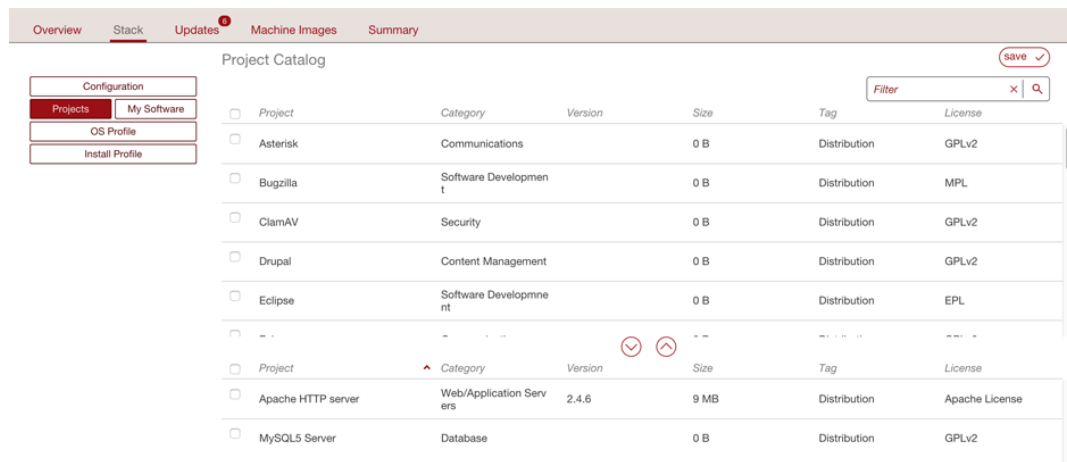 Overview Stack Updates 6 Machine Images Summary
Project Catalog
save
Configuration
Projects My Software
OS Profile
Install Profile
Filter
Project Category Version Size Tag License
Asterisk Communications 0 B Distribution GPLv2
Bugzilla Software Developmen
t 0 B Distribution MPL
ClamAV Security 0 B Distribution GPLv2
Drupal Content Management 0 B Distribution GPLv2
Eclipse Software Developmne
nt 0 B Distribution EPL
Project Category Version Size Tag License
Apache HTTP server Web/Application Serv
ers 2.4.6 9 MB Distribution Apache License
MySQL5 Server Database 0 B Distribution GPLv2